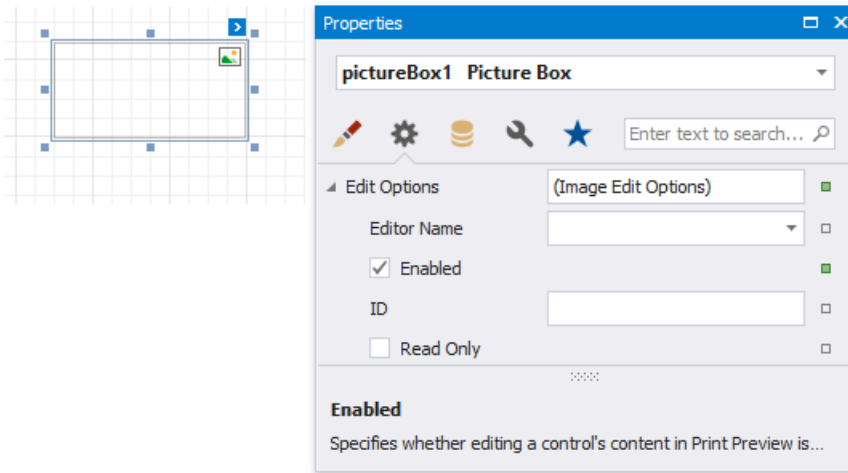 Properties
pictureBox1 Picture Box
Enter text to search...
Edit Options (Image Edit Options)
Editor Name
Enabled
ID
Read Only
Enabled
Specifies whether editing a control's content in Print Preview is...